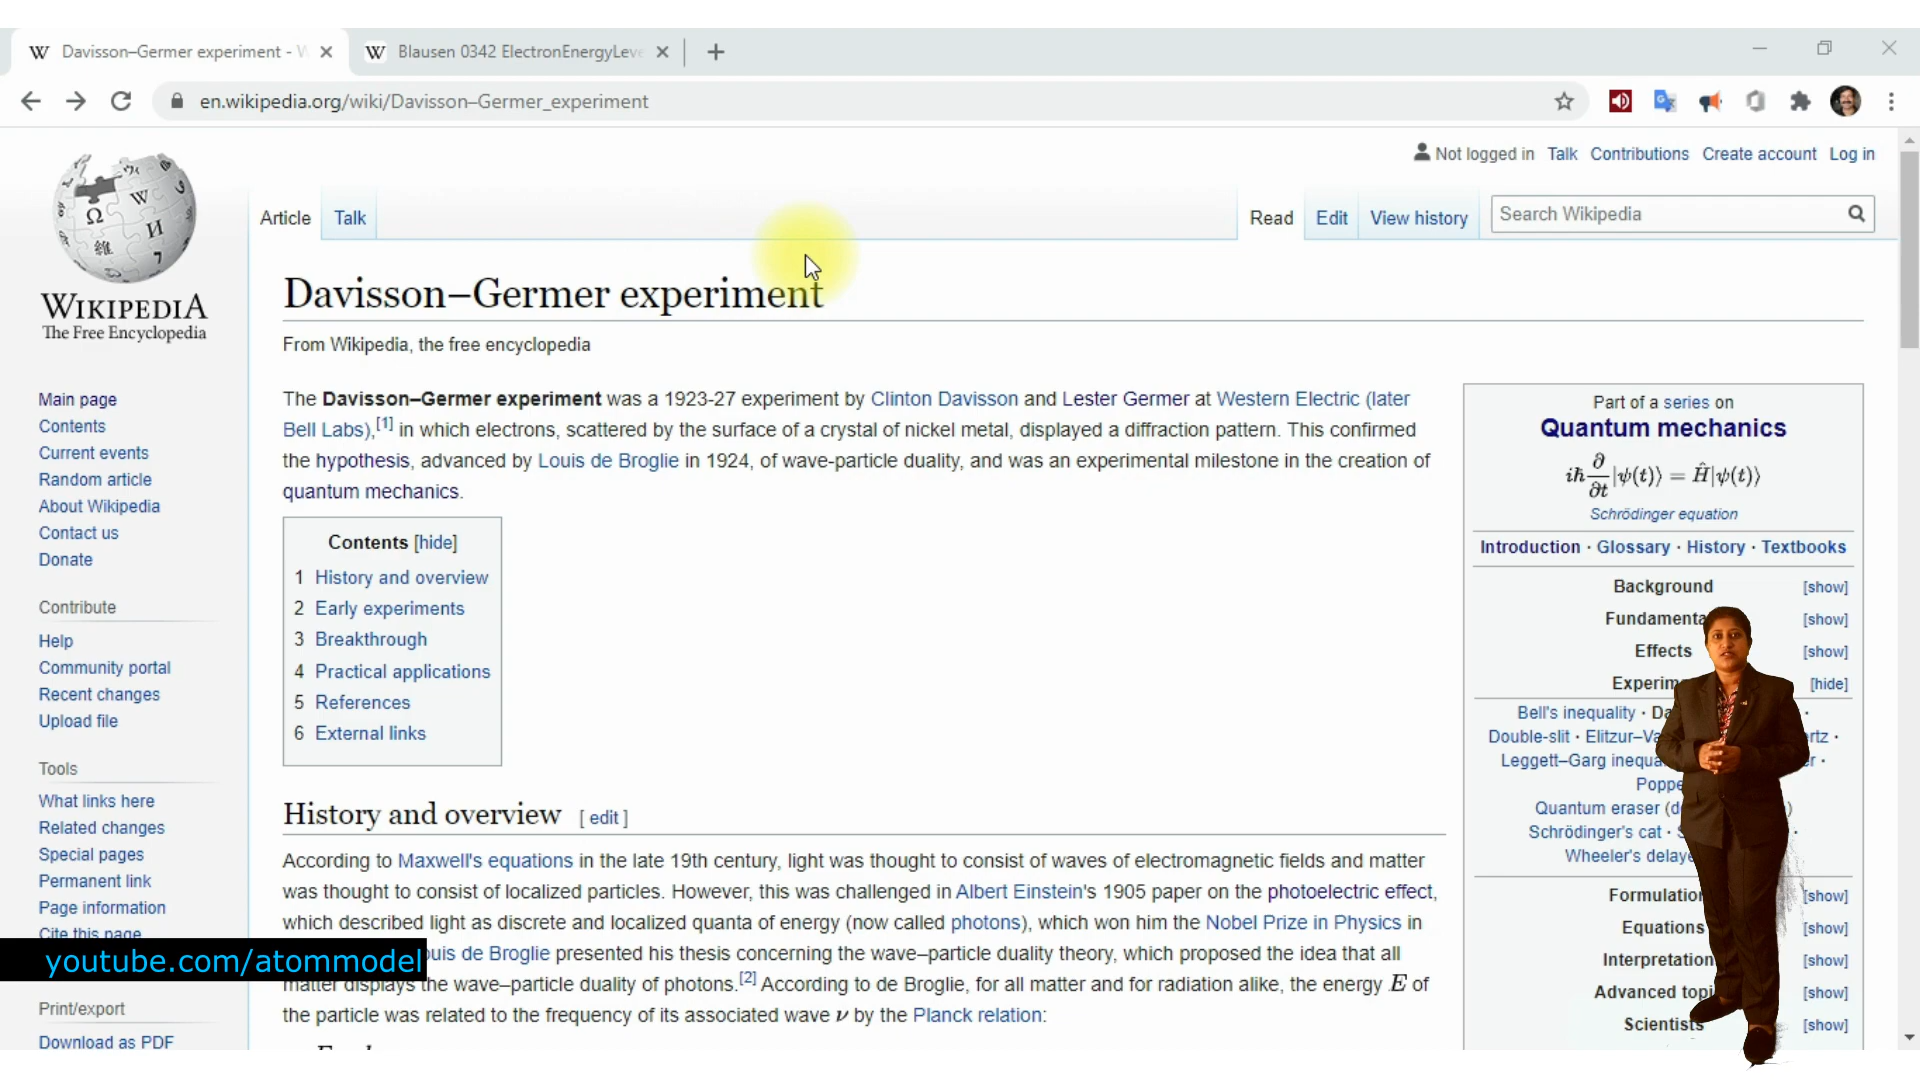 Davisson–Germer experiment - W
Blausen 0342 ElectronEnergyLeve
en.wikipedia.org/wiki/Davisson–Germer_experiment
Not logged in Talk Contributions Create account Log in
Article Talk Read Edit View history Search Wikipedia
WIKIPEDIA
The Free Encyclopedia
Main page
Contents
Current events
Random article
About Wikipedia
Contact us
Donate
Contribute
Help
Community portal
Recent changes
Upload file
Tools
What links here
Related changes
Special pages
Permanent link
Page information
Cite this page
youtube.com/atommodel
Print/export
Download as PDF
Davisson–Germer experiment
From Wikipedia, the free encyclopedia
The Davisson–Germer experiment was a 1923-27 experiment by Clinton Davisson and Lester Germer at Western Electric (later
Bell Labs),[1] in which electrons, scattered by the surface of a crystal of nickel metal, displayed a diffraction pattern. This confirmed
the hypothesis, advanced by Louis de Broglie in 1924, of wave-particle duality, and was an experimental milestone in the creation of
quantum mechanics.
Contents [hide]
1 History and overview
2 Early experiments
3 Breakthrough
4 Practical applications
5 References
6 External links
History and overview [ edit ]
According to Maxwell's equations in the late 19th century, light was thought to consist of waves of electromagnetic fields and matter
was thought to consist of localized particles. However, this was challenged in Albert Einstein's 1905 paper on the photoelectric effect,
which described light as discrete and localized quanta of energy (now called photons), which won him the Nobel Prize in Physics in
ouis de Broglie presented his thesis concerning the wave–particle duality theory, which proposed the idea that all
matter displays the wave–particle duality of photons.[2] According to de Broglie, for all matter and for radiation alike, the energy E of
the particle was related to the frequency of its associated wave ν by the Planck relation:
Part of a series on
Quantum mechanics
iħ ∂/∂t |ψ(t)⟩ = Ĥ|ψ(t)⟩
Schrödinger equation
Introduction · Glossary · History · Textbooks
Background [show]
Fundamenta [show]
Effects [show]
Experim [hide]
Bell's inequality · Da ·
Double-slit · Elitzur–Va rtz ·
Leggett–Garg inequa er ·
Poppe
Quantum eraser (d )
Schrödinger's cat · S ·
Wheeler's delaye
Formulation [show]
Equations [show]
Interpretation [show]
Advanced topi [show]
Scientists [show]